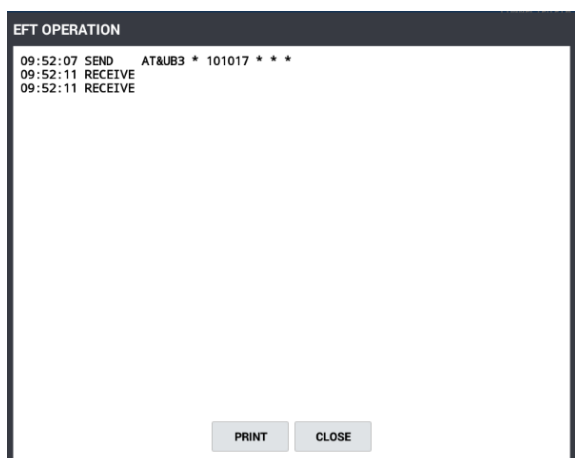 EFT OPERATION
09:52:07 SEND AT&UB3 * 101017 * * *
09:52:11 RECEIVE
09:52:11 RECEIVE
PRINT CLOSE